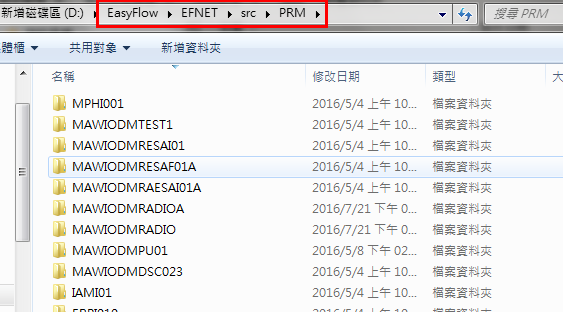 新增磁碟區 (D:) ▸ EasyFlow ▸ EFNET ▸ src ▸ PRM ▸ 搜尋 PRM
體櫃 ▼ 共用對象 ▼ 新增資料夾
名稱 修改日期 類型 大
MPHI001 2016/5/4 上午 10... 檔案資料夾
MAWIODMTEST1 2016/5/4 上午 10... 檔案資料夾
MAWIODMRESAI01 2016/5/4 上午 10... 檔案資料夾
MAWIODMRESAF01A 2016/5/4 上午 10... 檔案資料夾
MAWIODMRAESAI01A 2016/5/4 上午 10... 檔案資料夾
MAWIODMRADIOA 2016/7/21 下午 0... 檔案資料夾
MAWIODMRADIO 2016/7/21 下午 0... 檔案資料夾
MAWIODMPU01 2016/5/8 下午 02... 檔案資料夾
MAWIODMDSC023 2016/5/4 上午 10... 檔案資料夾
IAMI01 2016/5/4 上午 10... 檔案資料夾